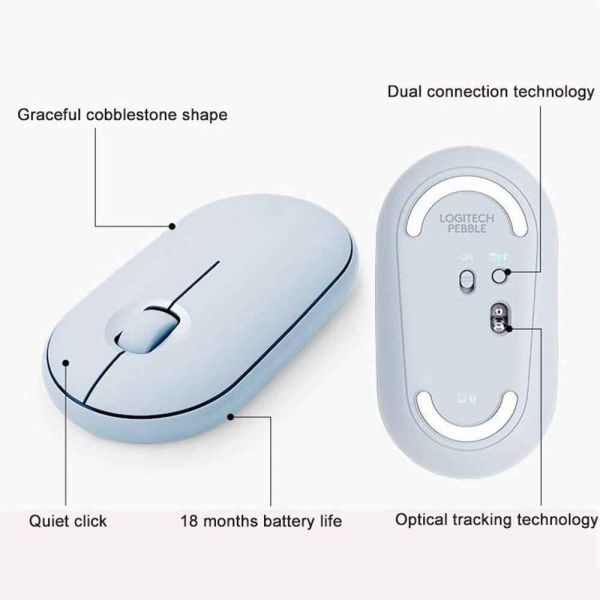 Dual connection technology
Graceful cobblestone shape
LOGITECH
PEBBLE
ON
Quiet click
18 months battery life
Optical tracking technology